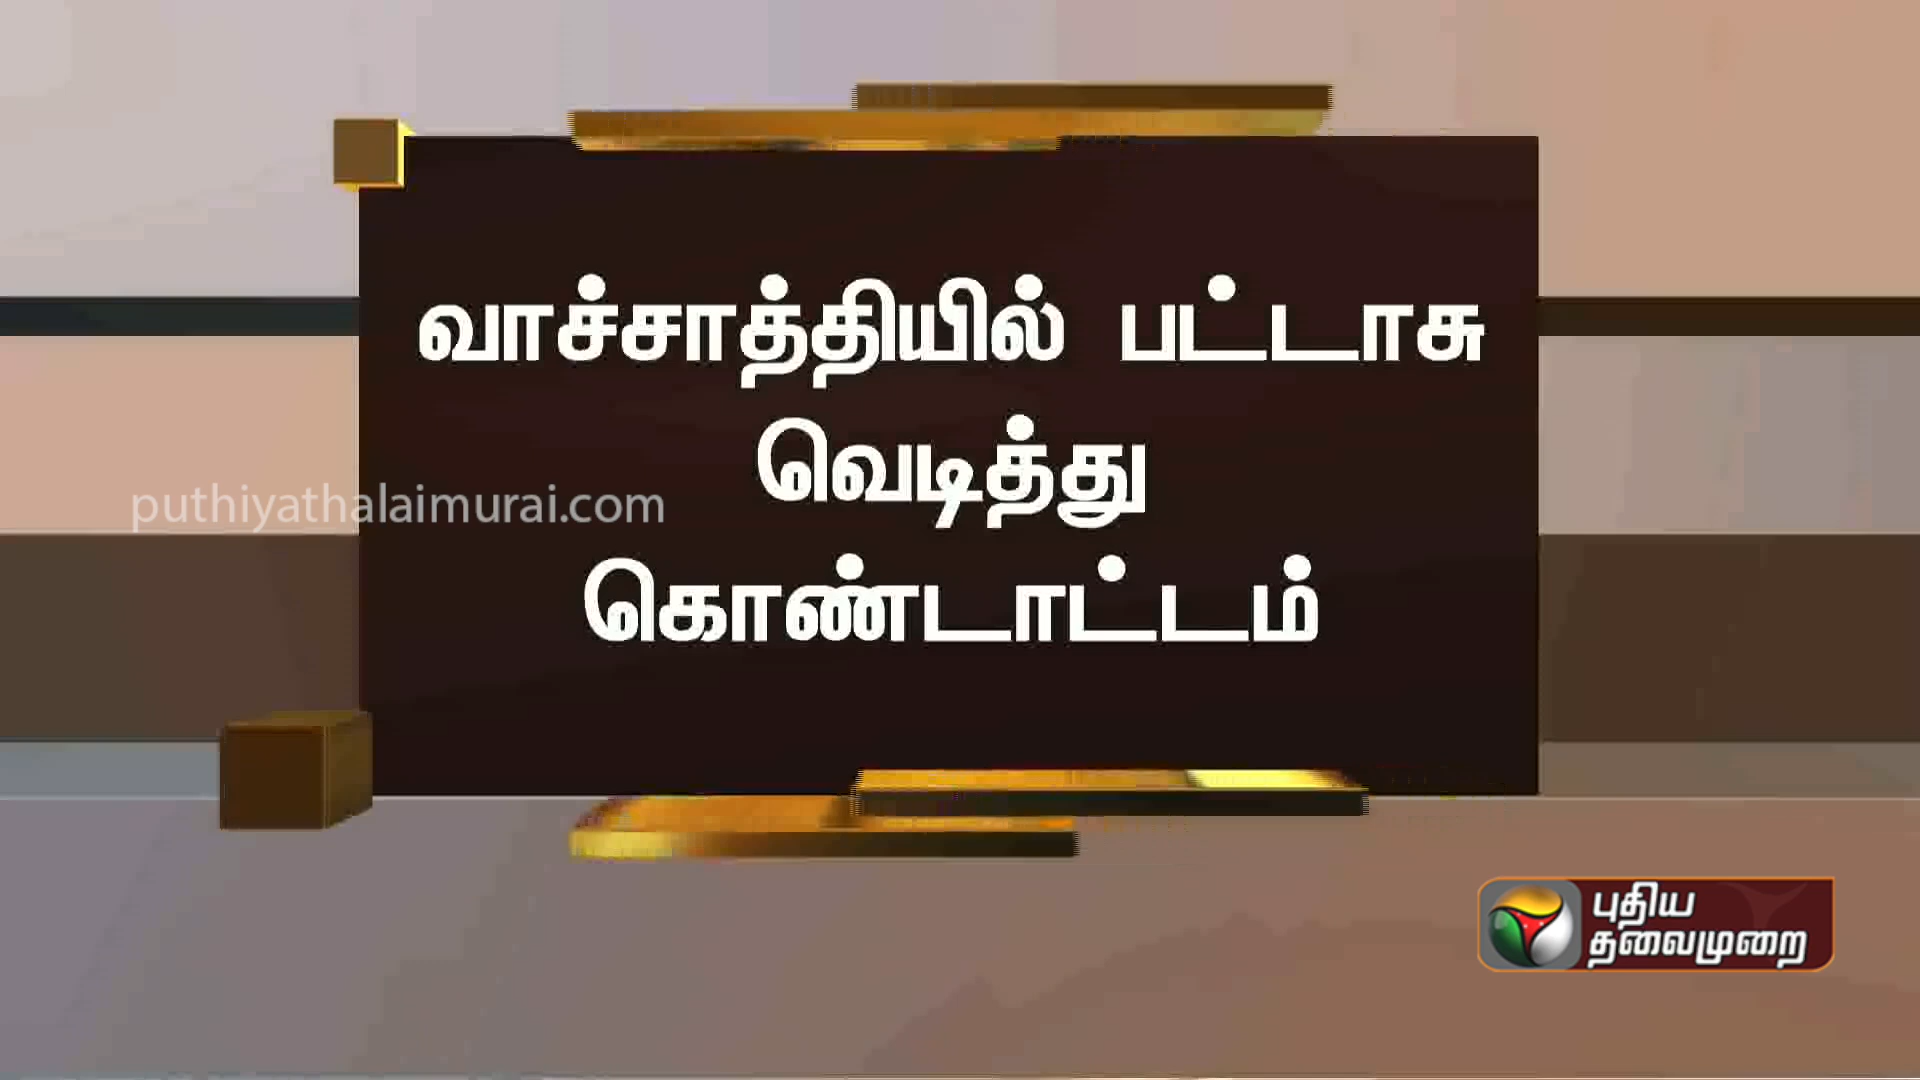 வாச்சாத்தியில் பட்டாசு
வெடித்து
puthiyathalaimurai.com
கொண்டாட்டம்
புதிய
தலைமுறை